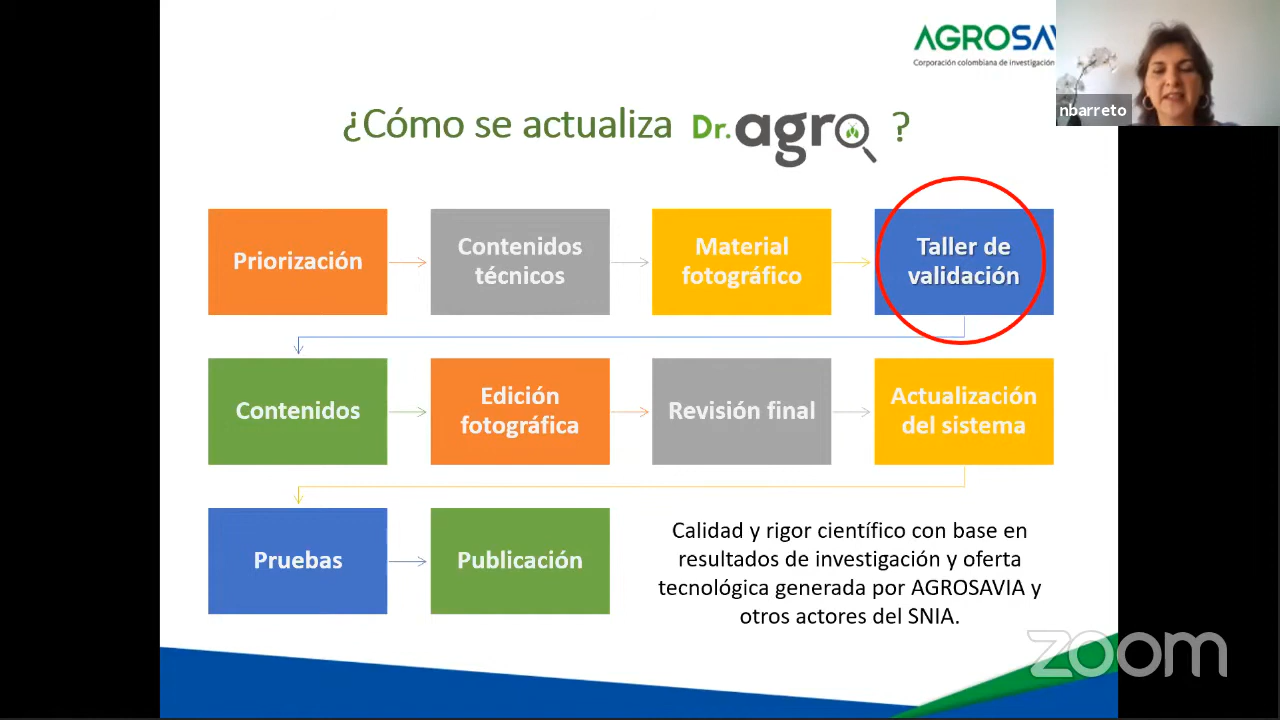 AGROSAV
Corporación colombiana de investigación
nbarreto
¿Cómo se actualiza Dr.agro ?
Priorización
Contenidos
técnicos
Material
fotográfico
Taller de
validación
Contenidos
Edición
fotográfica
Revisión final
Actualización
del sistema
Pruebas
Publicación
Calidad y rigor científico con base en
resultados de investigación y oferta
tecnológica generada por AGROSAVIA y
otros actores del SNIA.
zoom